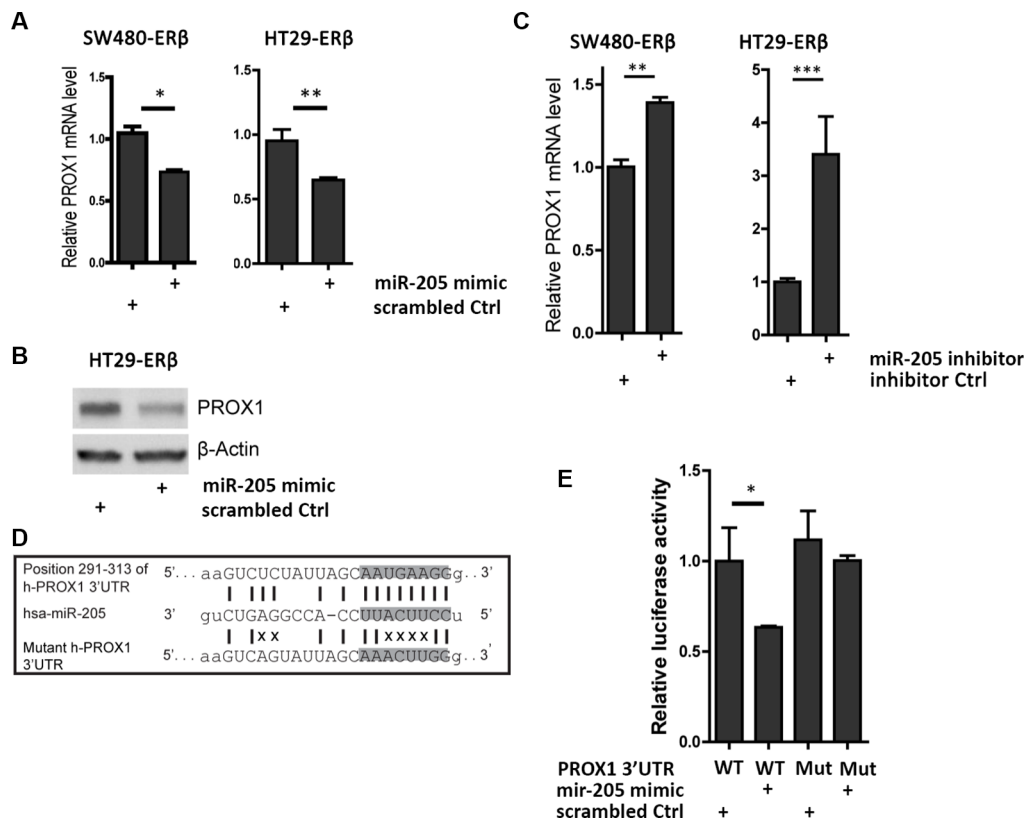 A
SW480-ERβ
HT29-ERβ
Relative PROX1 mRNA level
1.5
1.0
0.5
0.0
*
1.5
1.0
0.5
0.0
**
+ + miR-205 mimic
+ + scrambled Ctrl
B
HT29-ERβ
PROX1
β-Actin
+ miR-205 mimic
+ scrambled Ctrl
C
SW480-ERβ
HT29-ERβ
Relative PROX1 mRNA level
1.5
1.0
0.5
0.0
**
5
4
3
2
1
0
***
+ + miR-205 inhibitor
+ + inhibitor Ctrl
D
Position 291-313 of
h-PROX1 3'UTR
5'... aaGUCUCUAUUAGCAAUGAAGGg.. 3'
hsa-miR-205
3' guCUGAGGCCA-CCUUACUUCCu 5'
x x x x x x
Mutant h-PROX1
3'UTR
5'... aaGUCAGUAUUAGCAAACUUGGg.. 3'
E
Relative luciferase activity
1.5
1.0
0.5
0.0
*
PROX1 3'UTR WT WT Mut Mut
mir-205 mimic + +
scrambled Ctrl + +